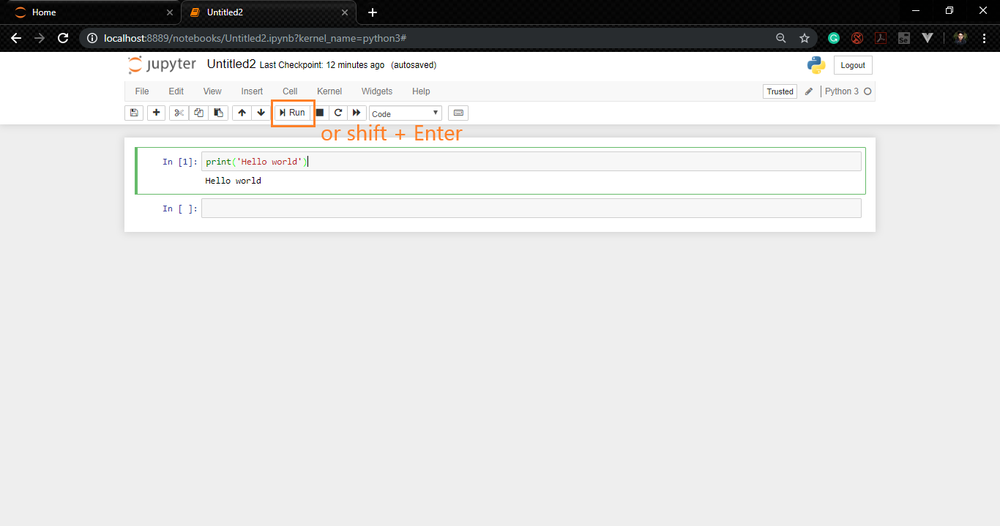 Home
Untitled2
localhost:8889/notebooks/Untitled2.ipynb?kernel_name=python3#
jupyter Untitled2 Last Checkpoint: 12 minutes ago (autosaved)
Logout
File Edit View Insert Cell Kernel Widgets Help
Trusted
Python 3
Run
Code
or shift + Enter
In [1]: print('Hello world')
Hello world
In [ ]: